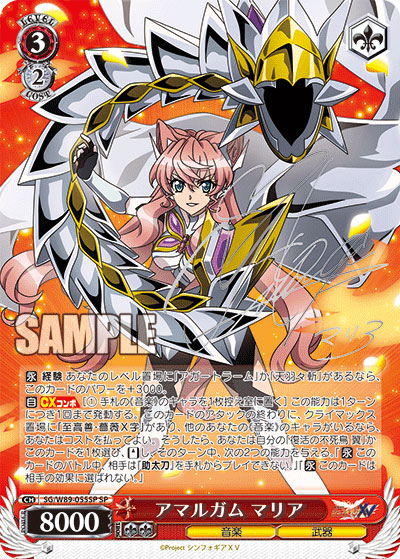 LEVEL
3
2
COST
SAMPLE
マリア
【永】 経験 あなたのレベル置場に「アガートラーム」か「天羽々斬」があるなら、
このカードのパワーを+3000。
【自】 CXコンボ ［① 手札の《音楽》のキャラを1枚控え室に置く］ この能力は1ターン
につき1回まで発動する。このカードのアタックの終わりに、クライマックス
置場に「至高善・薔薇X字」があり、他のあなたの《音楽》のキャラがいるなら、
あなたはコストを払ってよい。そうしたら、あなたは自分の「復活の不死鳥翼」か
このカードを1枚選び、し、そのターン中、次の2つの能力を与える。『【永】 こ
のカードのバトル中、相手は「助太刀」を手札からプレイできない。』『【永】 このカードは
相手の効果に選ばれない。』
CH
SG/W89-055SP SP
アマルガム マリア
XV
8000
音楽
武器
©Project シンフォギアXV